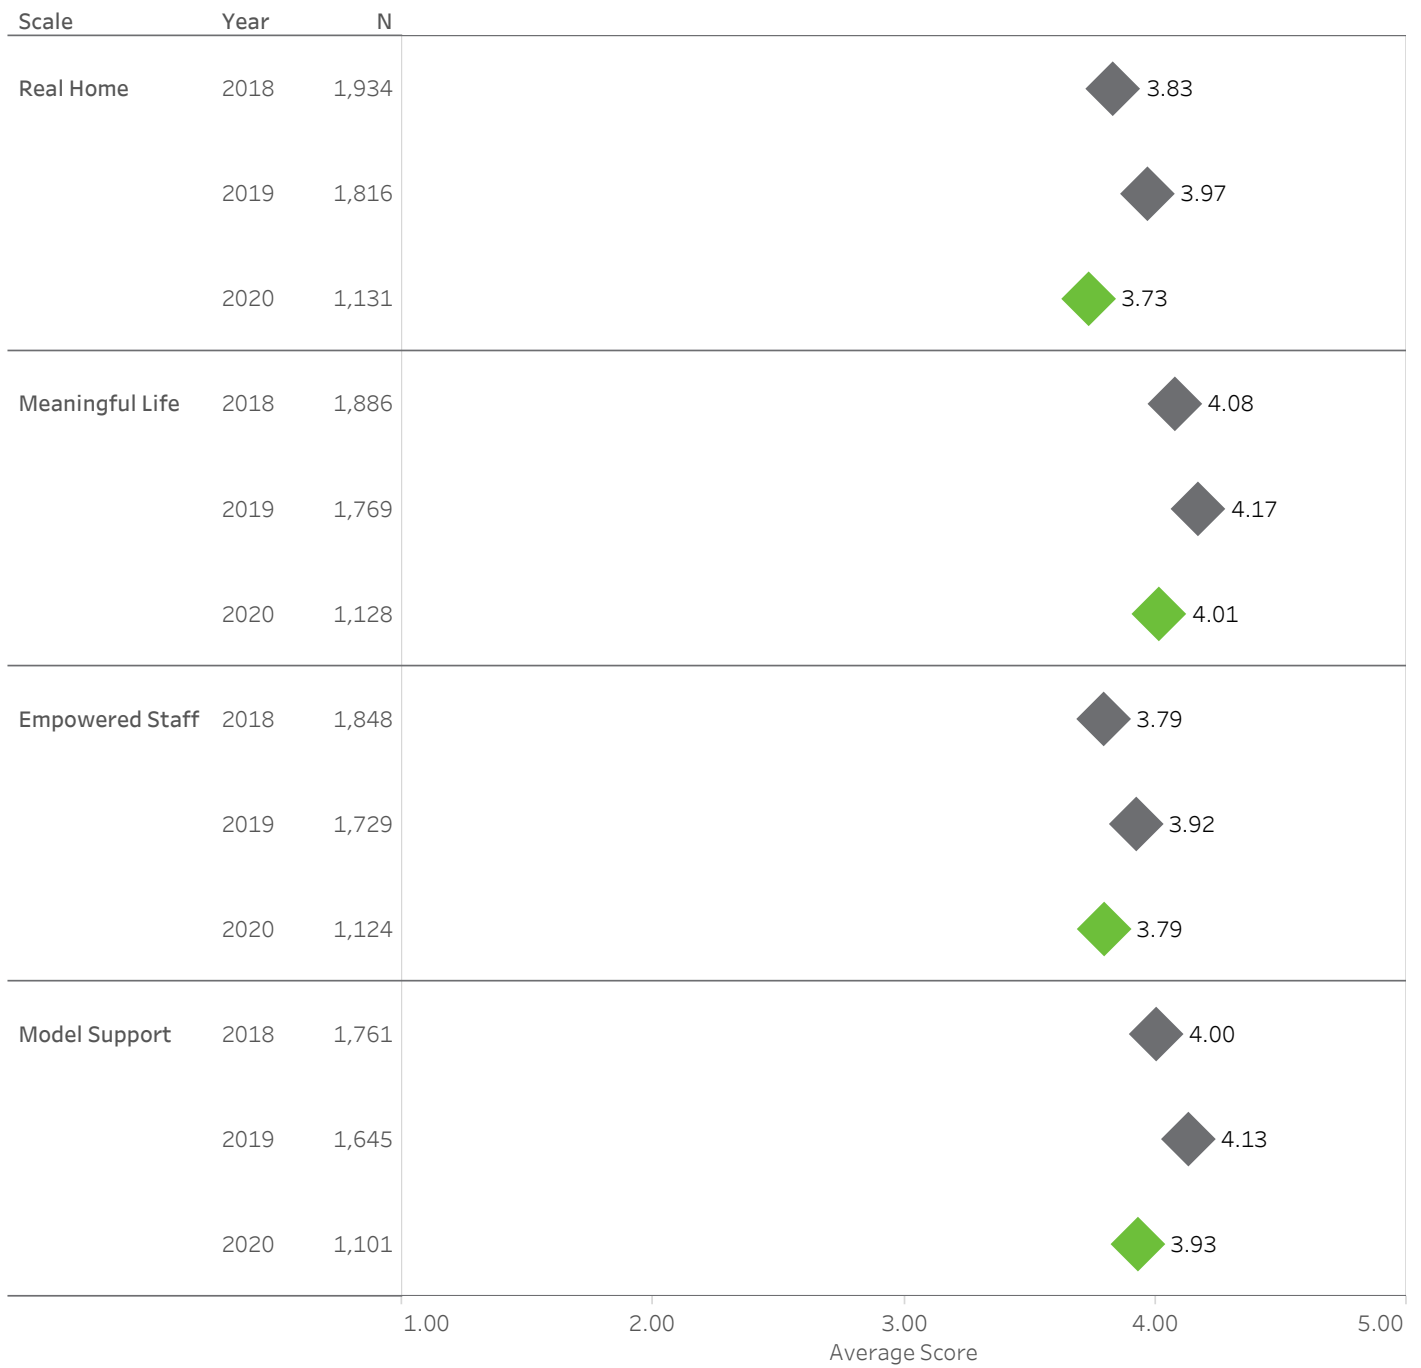 Scale Year N
Real Home 2018 1,934 3.83
2019 1,816 3.97
2020 1,131 3.73
Meaningful Life 2018 1,886 4.08
2019 1,769 4.17
2020 1,128 4.01
Empowered Staff 2018 1,848 3.79
2019 1,729 3.92
2020 1,124 3.79
Model Support 2018 1,761 4.00
2019 1,645 4.13
2020 1,101 3.93
1.00 2.00 3.00 4.00 5.00
Average Score